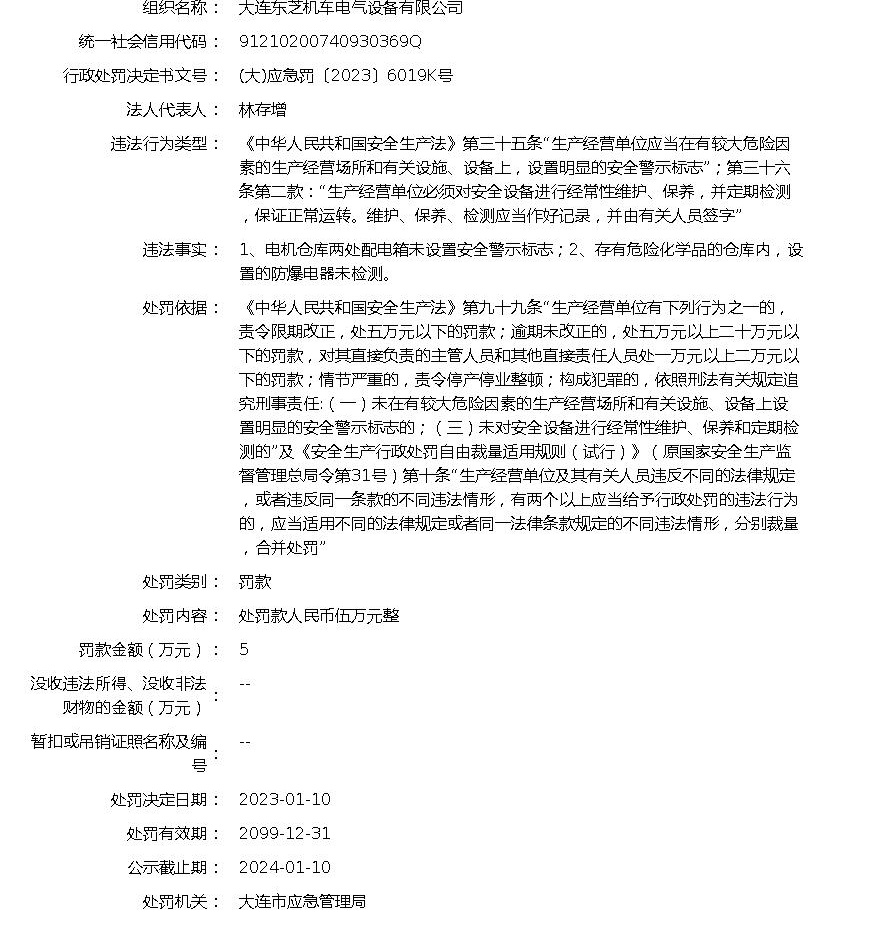 组织名称： 大连东芝机车电气设备有限公司
统一社会信用代码： 91210200740930369Q
行政处罚决定书文号： (大)应急罚〔2023〕6019K号
法人代表人： 林存增
违法行为类型： 《中华人民共和国安全生产法》第三十五条“生产经营单位应当在有较大危险因
素的生产经营场所和有关设施、设备上，设置明显的安全警示标志”；第三十六
条第二款：“生产经营单位必须对安全设备进行经常性维护、保养，并定期检测
，保证正常运转。维护、保养、检测应当作好记录，并由有关人员签字”
违法事实： 1、电机仓库两处配电箱未设置安全警示标志；2、存有危险化学品的仓库内，设
置的防爆电器未检测。
处罚依据： 《中华人民共和国安全生产法》第九十九条“生产经营单位有下列行为之一的，
责令限期改正，处五万元以下的罚款；逾期未改正的，处五万元以上二十万元以
下的罚款，对其直接负责的主管人员和其他直接责任人员处一万元以上二万元以
下的罚款；情节严重的，责令停产停业整顿；构成犯罪的，依照刑法有关规定追
究刑事责任:（一）未在有较大危险因素的生产经营场所和有关设施、设备上设
置明显的安全警示标志的；（三）未对安全设备进行经常性维护、保养和定期检
测的”及《安全生产行政处罚自由裁量适用规则（试行）》（原国家安全生产监
督管理总局令第31号）第十条“生产经营单位及其有关人员违反不同的法律规定
，或者违反同一条款的不同违法情形，有两个以上应当给予行政处罚的违法行为
的，应当适用不同的法律规定或者同一法律条款规定的不同违法情形，分别裁量
，合并处罚”
处罚类别： 罚款
处罚内容： 处罚款人民币伍万元整
罚款金额（万元）： 5
没收违法所得、没收非法
财物的金额（万元）： --
暂扣或吊销证照名称及编
号： --
处罚决定日期： 2023-01-10
处罚有效期： 2099-12-31
公示截止期： 2024-01-10
处罚机关： 大连市应急管理局